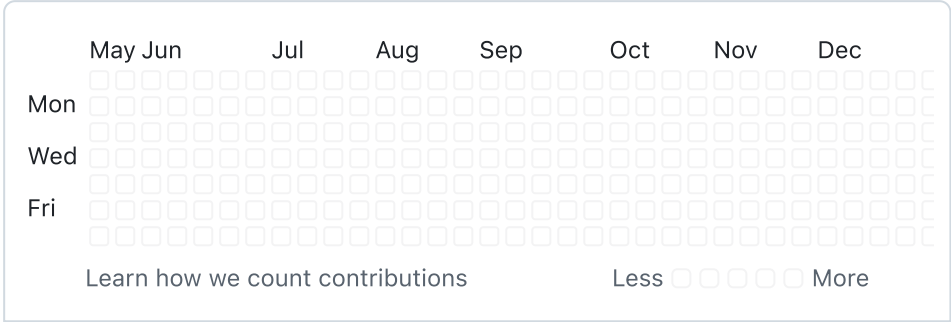 May Jun Jul Aug Sep Oct Nov Dec
Mon
Wed
Fri
Learn how we count contributions Less More